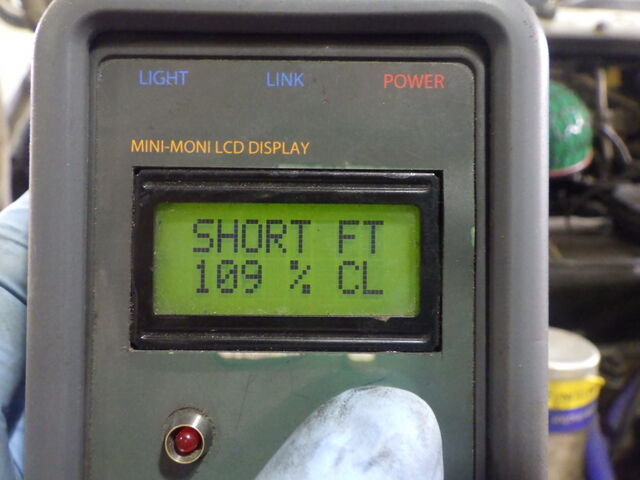 LIGHT LINK POWER
MINI-MONI LCD DISPLAY
SHORT FT
109 % CL